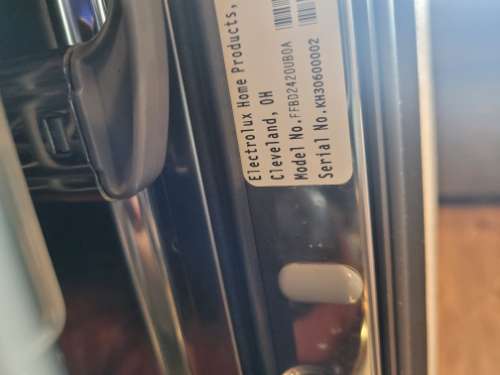 Electrolux Home Products,
Cleveland, OH
Model No.FFBD2420UB0A
Serial No.KH30600002